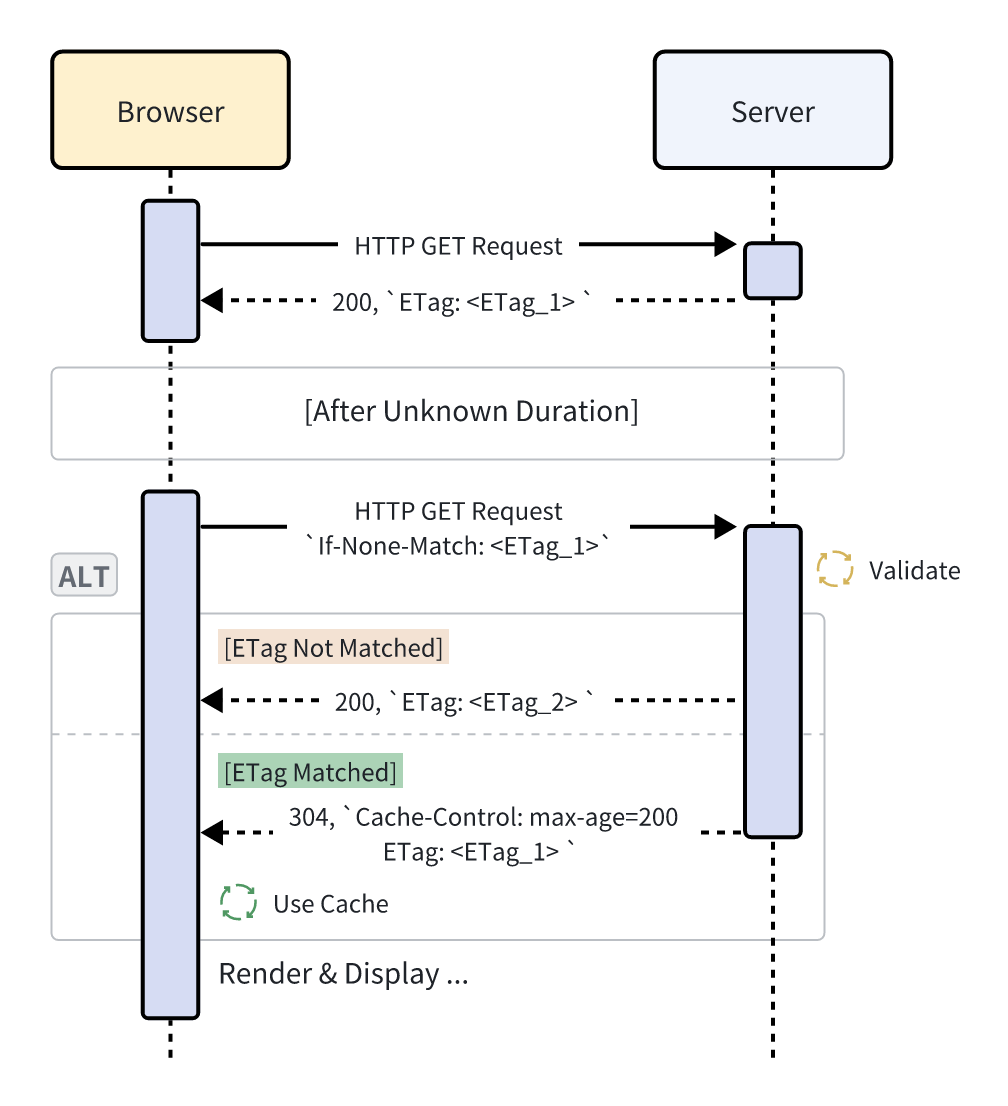 Browser
Server
HTTP GET Request
200, `ETag: <ETag_1> `
[After Unknown Duration]
HTTP GET Request
`If-None-Match: <ETag_1>`
ALT
Validate
[ETag Not Matched]
200, `ETag: <ETag_2> `
[ETag Matched]
304, `Cache-Control: max-age=200
ETag: <ETag_1> `
Use Cache
Render & Display ...